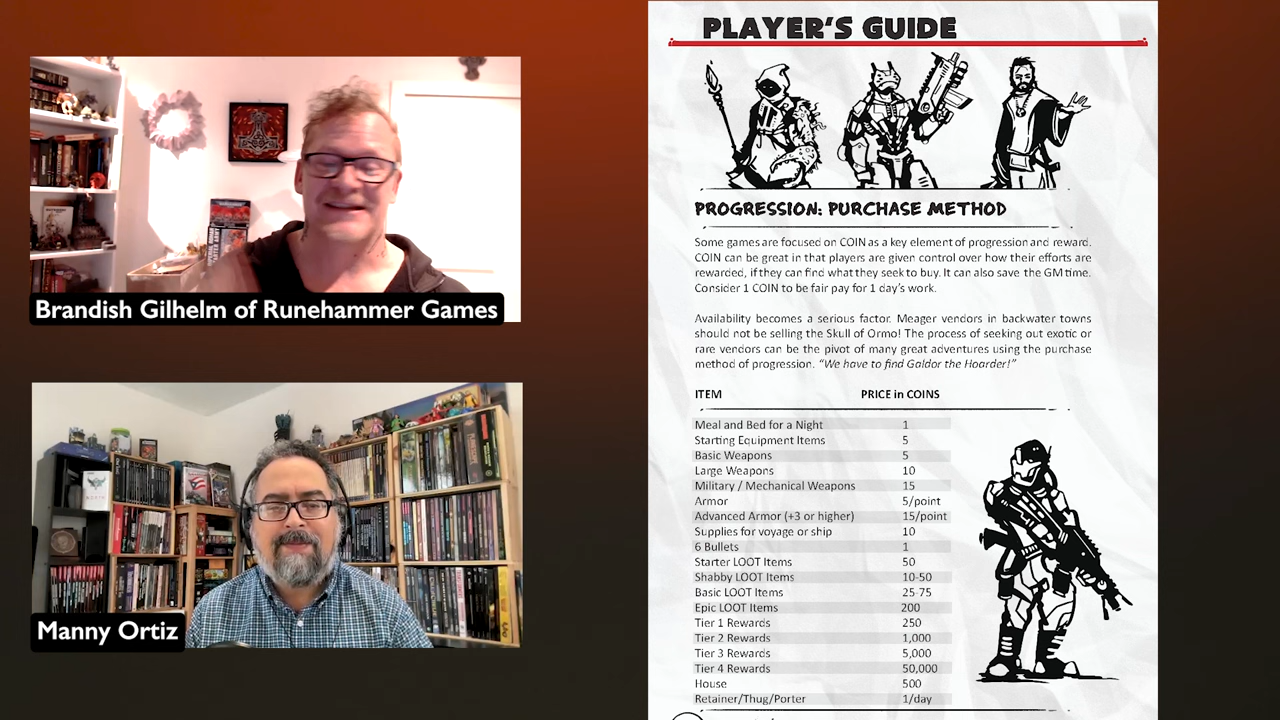 Brandish Gilhelm of Runehammer Games
Manny Ortiz
PLAYER'S GUIDE
PROGRESSION: PURCHASE METHOD
Some games are focused on COIN as a key element of progression and reward.
COIN can be great in that players are given control over how their efforts are
rewarded, if they can find what they seek to buy. It can also save the GM time.
Consider 1 COIN to be fair pay for 1 day's work.
Availability becomes a serious factor. Meager vendors in backwater towns
should not be selling the Skull of Ormo! The process of seeking out exotic or
rare vendors can be the pivot of many great adventures using the purchase
method of progression. "We have to find Galdor the Hoarder!"
ITEM PRICE in COINS
Meal and Bed for a Night 1
Starting Equipment Items 5
Basic Weapons 5
Large Weapons 10
Military / Mechanical Weapons 15
Armor 5/point
Advanced Armor (+3 or higher) 15/point
Supplies for voyage or ship 10
6 Bullets 1
Starter LOOT Items 50
Shabby LOOT Items 10-50
Basic LOOT Items 25-75
Epic LOOT Items 200
Tier 1 Rewards 250
Tier 2 Rewards 1,000
Tier 3 Rewards 5,000
Tier 4 Rewards 50,000
House 500
Retainer/Thug/Porter 1/day